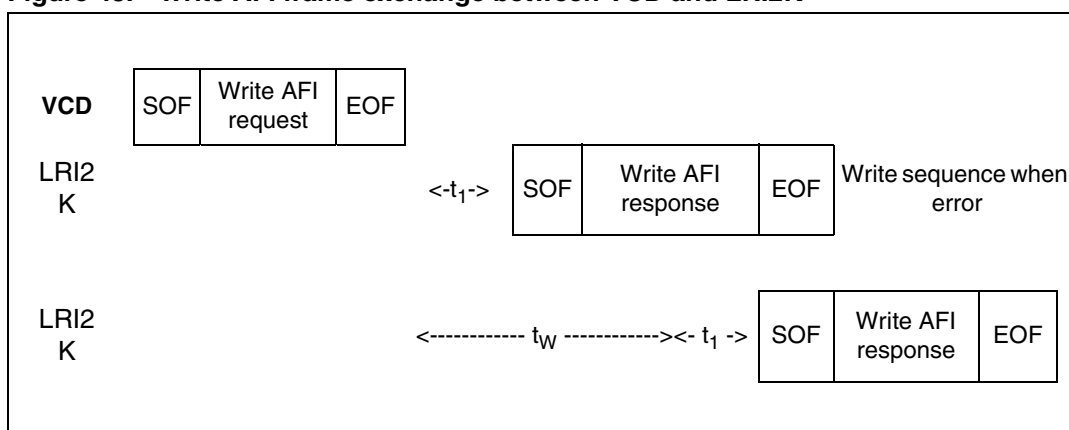 VCD SOF Write AFI request EOF
LRI2
K
<-t1-> SOF Write AFI response EOF Write sequence when error
LRI2
K
<------------ tW ------------><- t1 -> SOF Write AFI response EOF